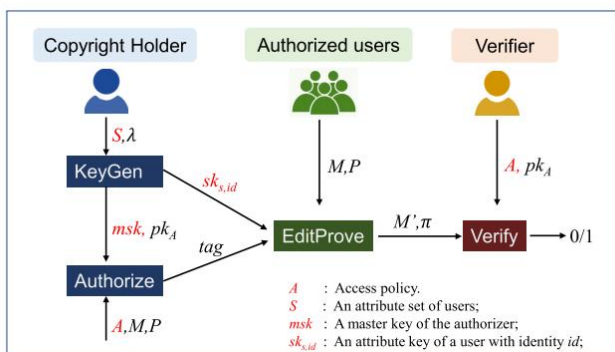 Copyright Holder
Authorized users
Verifier
S,λ
KeyGen
sk_{s,id}
M,P
A, pk_A
msk, pk_A
tag
EditProve
M’,π
Verify
0/1
Authorize
A,M,P
A : Access policy.
S : An attribute set of users;
msk : A master key of the authorizer;
sk_{s,id} : An attribute key of a user with identity id;